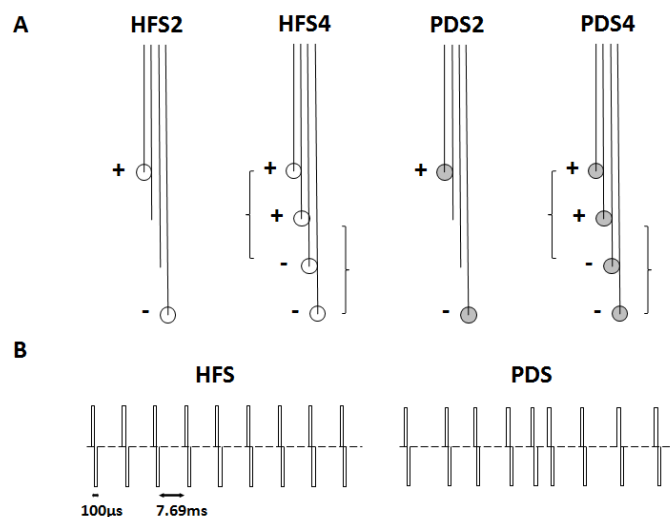 A HFS2 HFS4 PDS2 PDS4
+ + + +
+ +
- -
- - - -
B
HFS PDS
100µs 7.69ms